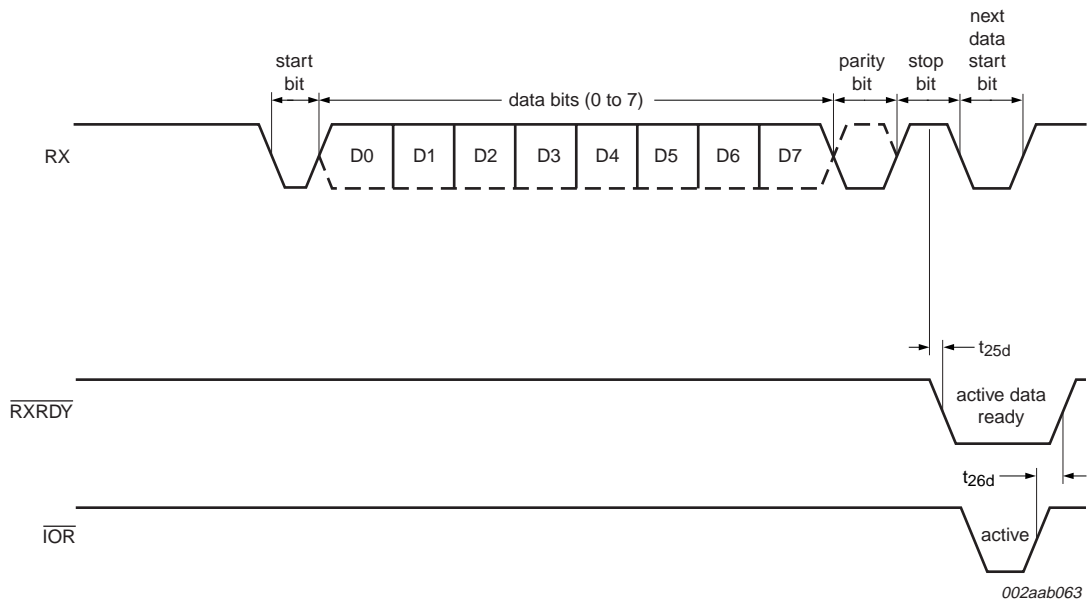 next
data
start
bit
start
bit
parity
bit
stop
bit
data bits (0 to 7)
RX
D0 D1 D2 D3 D4 D5 D6 D7
t25d
RXRDY
active data
ready
t26d
IOR
active
002aab063